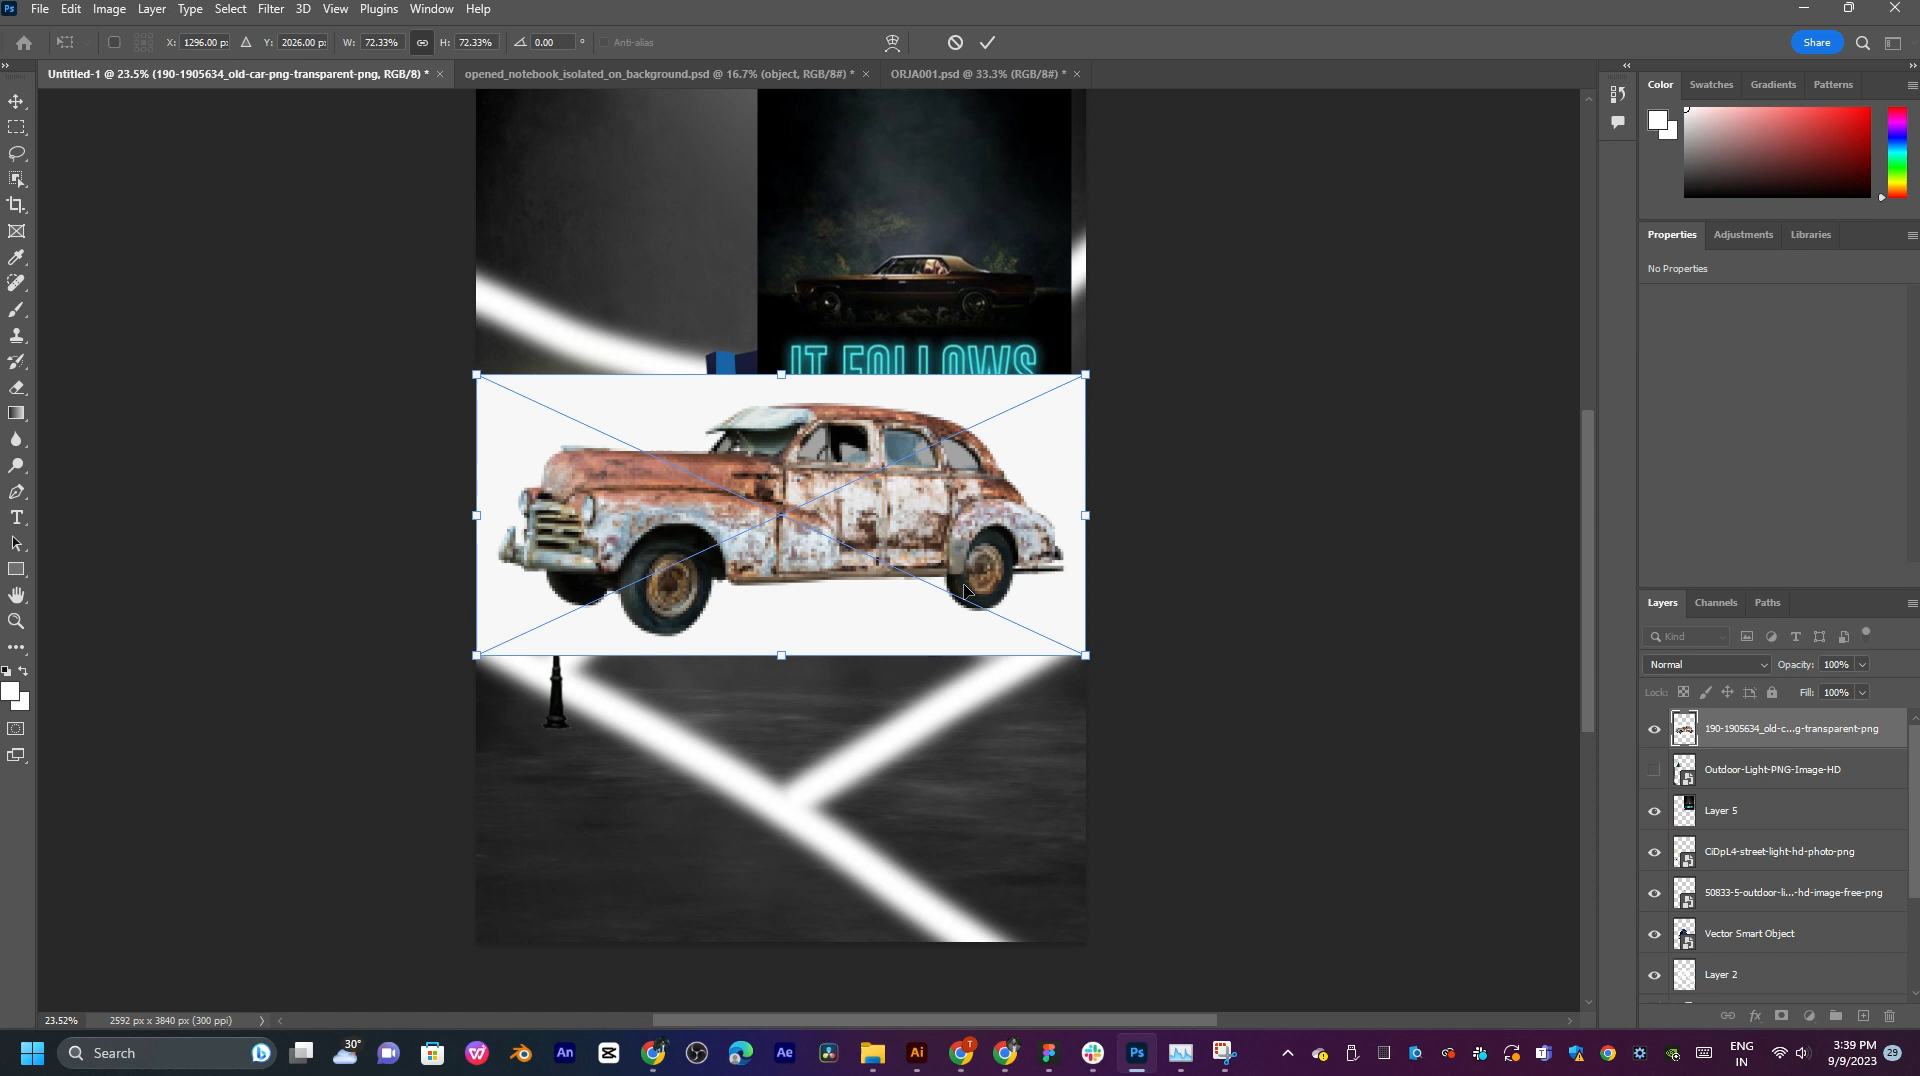 Ps File Edit Image Layer Type Select Filter 3D View Plugins Window Help
X: 1296.00 px Y: 2026.00 px W: 72.33% H: 72.33% 0.00 ° Anti-alias
Share
Untitled-1 @ 23.5% (190-1905634_old-car-png-transparent-png, RGB/8) * ×
opened_notebook_isolated_on_background.psd @ 16.7% (object, RGB/8#) * ×
ORJA001.psd @ 33.3% (RGB/8#) * ×
Color Swatches Gradients Patterns
Properties Adjustments Libraries
No Properties
IT FOLLOWS
Layers Channels Paths
Kind
Normal Opacity: 100%
Lock: Fill: 100%
190-1905634_old-c...g-transparent-png
Outdoor-Light-PNG-Image-HD
Layer 5
CiDpL4-street-light-hd-photo-png
50833-5-outdoor-li...-hd-image-free-png
Vector Smart Object
Layer 2
fx
23.52% 2592 px x 3840 px (300 ppi)
Search
30°
An
Ae
Ai
T
Ps
ENG
IN
3:39 PM
9/9/2023
29